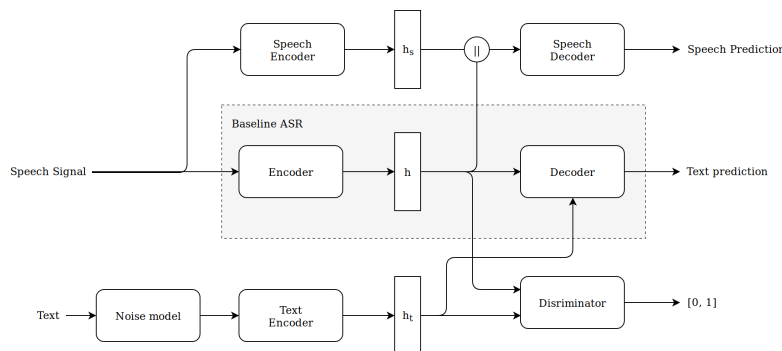 Speech
Encoder
hs
||
Speech
Decoder
Speech Prediction
Baseline ASR
Speech Signal
Encoder
h
Decoder
Text prediction
Text
Noise model
Text
Encoder
ht
Disriminator
[0, 1]